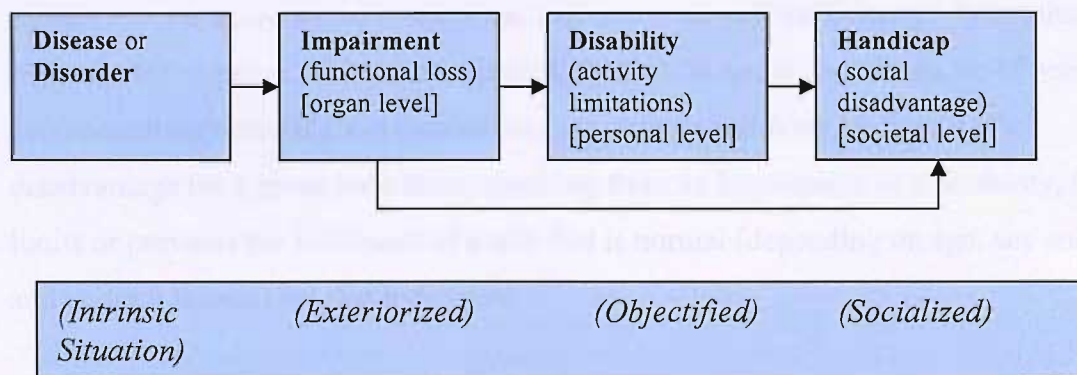 Disease or
Disorder
Impairment
(functional loss)
[organ level]
Disability
(activity
limitations)
[personal level]
Handicap
(social
disadvantage)
[societal level]
(Intrinsic
Situation)
(Exteriorized)
(Objectified)
(Socialized)